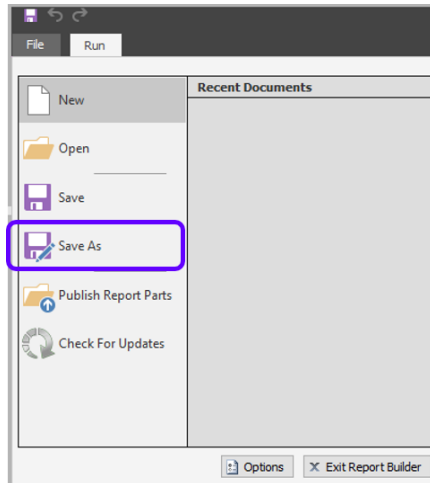 File Run
New
Recent Documents
Open
Save
Save As
Publish Report Parts
Check For Updates
Options Exit Report Builder